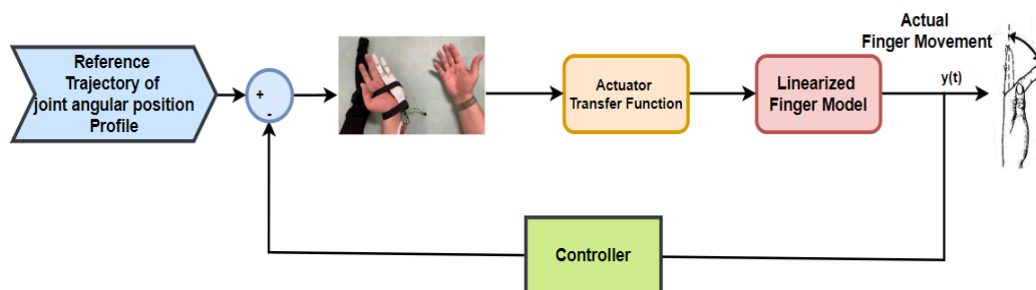 Reference
Trajectory of
joint angular position
Profile
+
-
Actuator
Transfer Function
Linearized
Finger Model
Actual
Finger Movement
y(t)
Controller